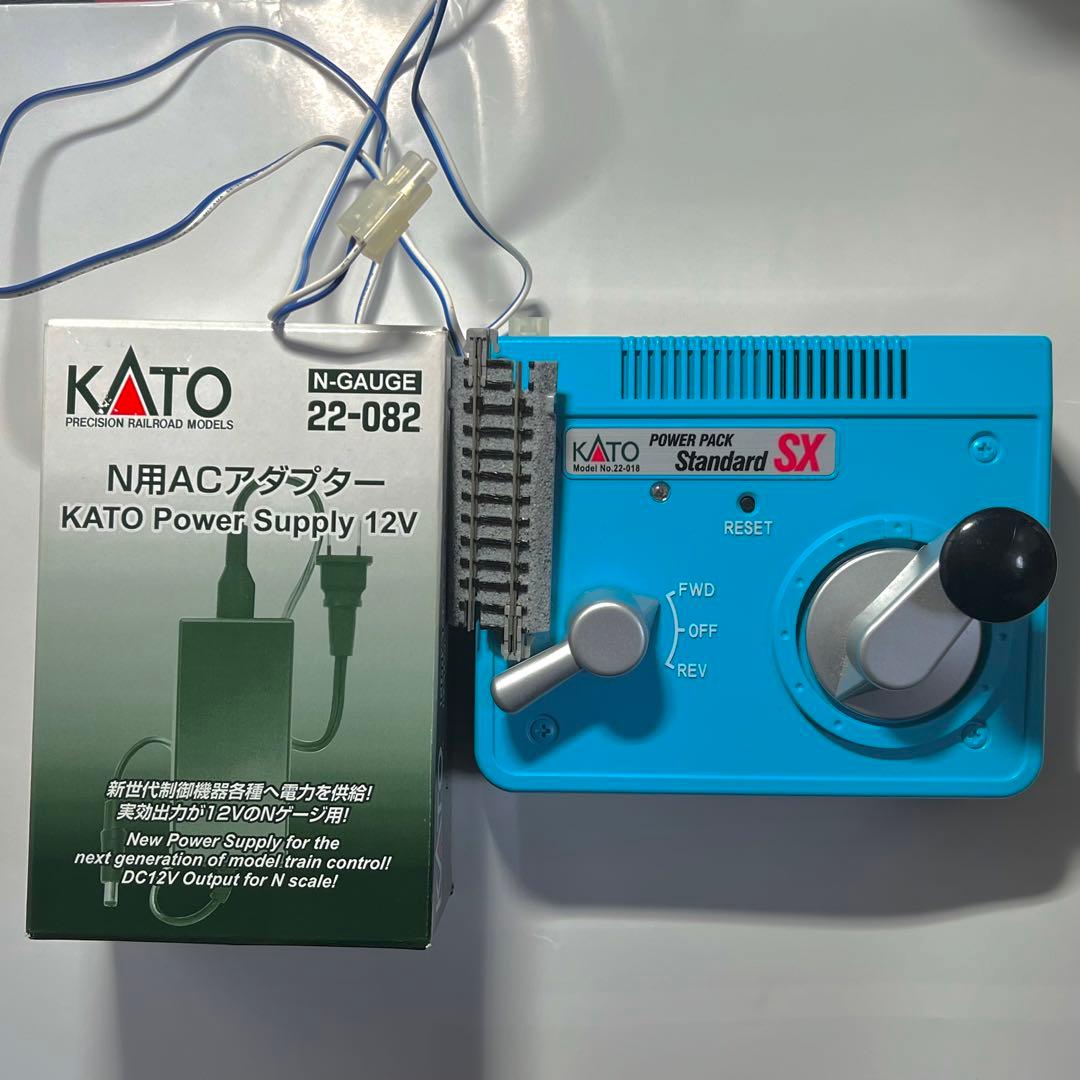 KATO
PRECISION RAILROAD MODELS
N-GAUGE
22-082
N用ACアダプター
KATO Power Supply 12V
新世代制御機器各種へ電力を供給!
実効出力が12VのNゲージ用!
New Power Supply for the
next generation of model train control!
DC12V Output for N scale!
KATO
Model No.22-018
POWER PACK
Standard SX
RESET
FWD
OFF
REV